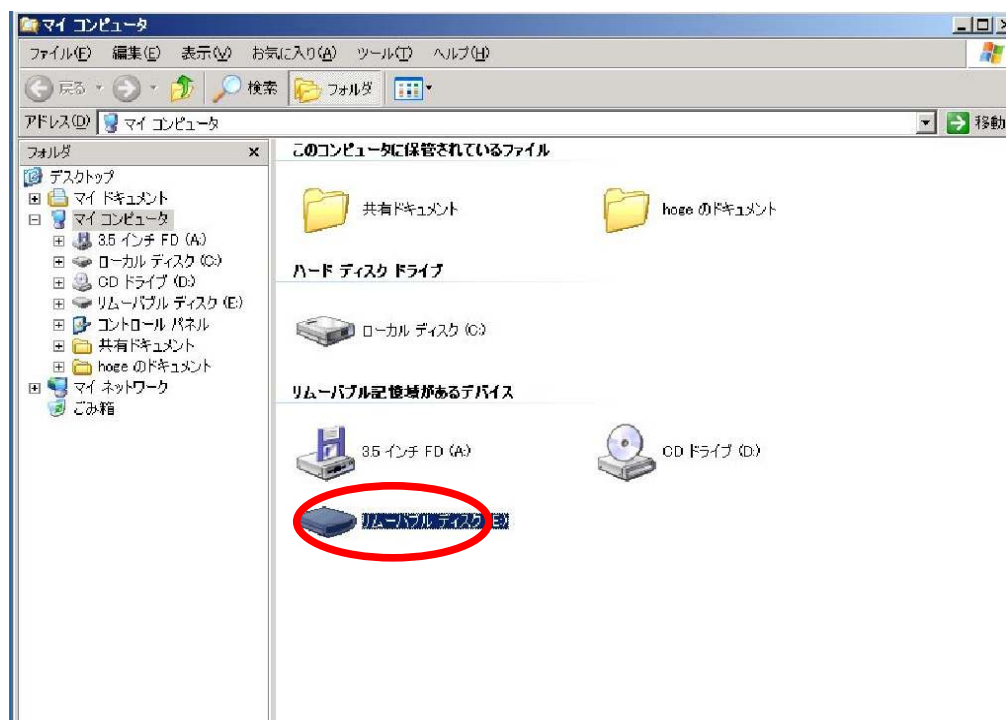 マイ コンピュータ
ファイル(F) 編集(E) 表示(V) お気に入り(A) ツール(T) ヘルプ(H)
戻る 検索 フォルダ
アドレス(D) マイ コンピュータ 移動
フォルダ
デスクトップ
マイ ドキュメント
マイ コンピュータ
3.5 インチ FD (A:)
ローカル ディスク (C:)
CD ドライブ (D:)
リムーバブル ディスク (E:)
コントロール パネル
共有ドキュメント
hoge のドキュメント
マイ ネットワーク
ごみ箱
このコンピュータに保管されているファイル
共有ドキュメント hoge のドキュメント
ハード ディスク ドライブ
ローカル ディスク (C:)
リムーバブル記憶域があるデバイス
3.5 インチ FD (A:) CD ドライブ (D:)
リムーバブル ディスク (E:)